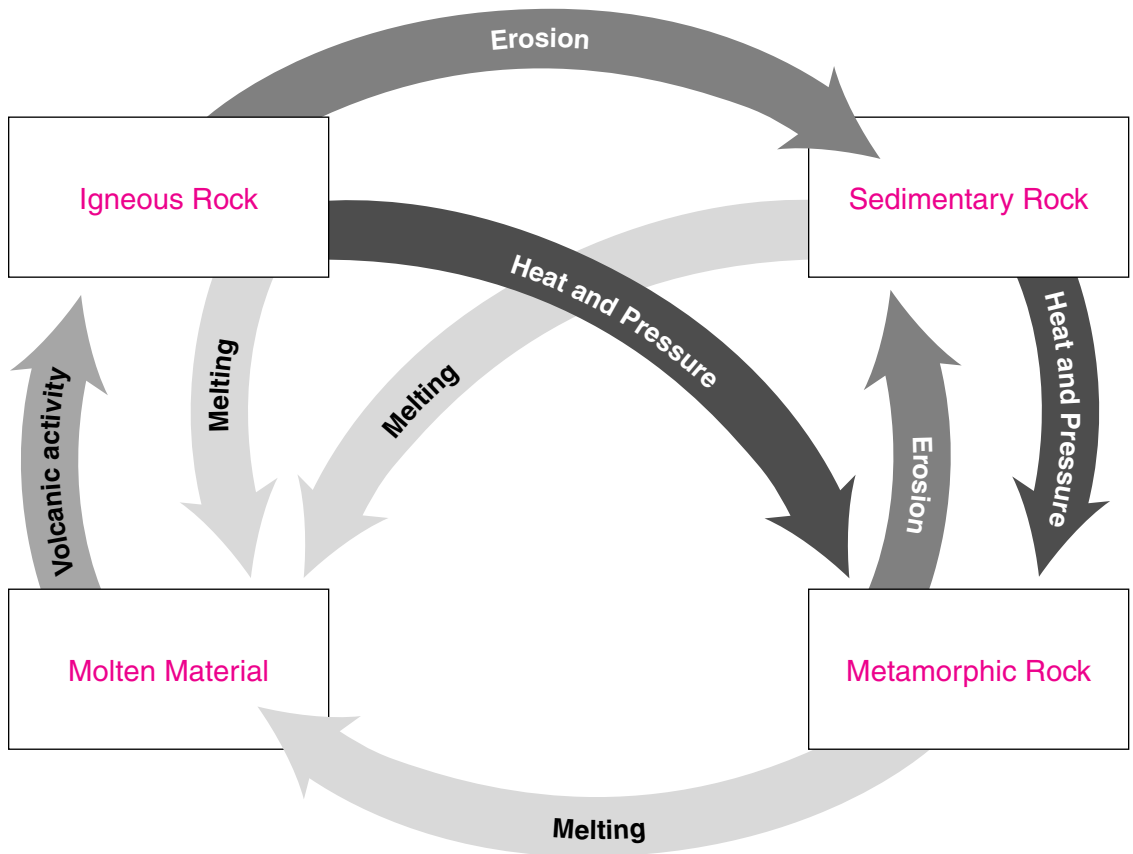 Erosion
Igneous Rock
Sedimentary Rock
Heat and Pressure
Heat and Pressure
Melting
Melting
Volcanic activity
Erosion
Molten Material
Metamorphic Rock
Melting